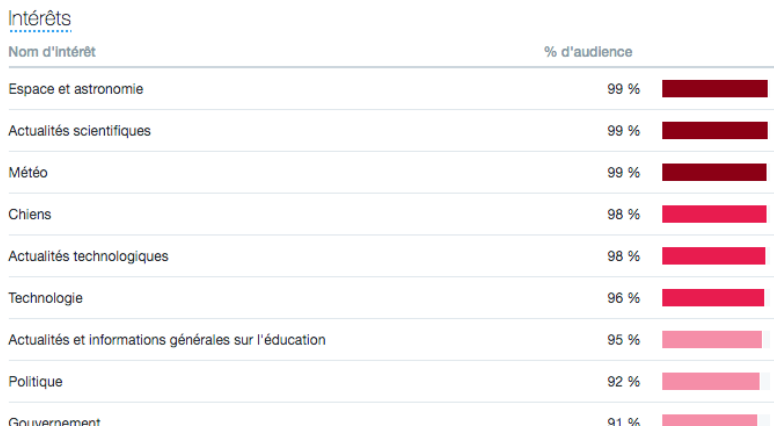 Intérêts
Nom d'intérêt % d'audience
Espace et astronomie 99 %
Actualités scientifiques 99 %
Météo 99 %
Chiens 98 %
Actualités technologiques 98 %
Technologie 96 %
Actualités et informations générales sur l'éducation 95 %
Politique 92 %
Gouvernement 91 %